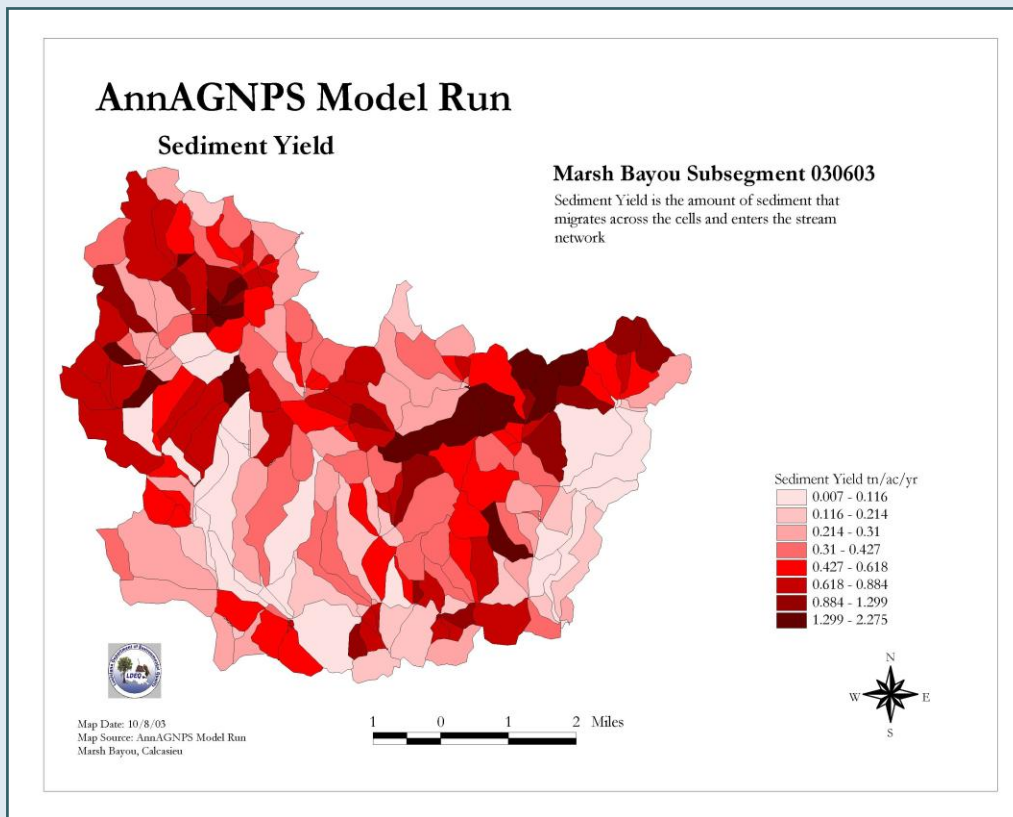 AnnAGNPS Model Run
Sediment Yield
Marsh Bayou Subsegment 030603
Sediment Yield is the amount of sediment that
migrates across the cells and enters the stream
network
Sediment Yield tn/ac/yr
0.007 - 0.116
0.116 - 0.214
0.214 - 0.31
0.31 - 0.427
0.427 - 0.618
0.618 - 0.884
0.884 - 1.299
1.299 - 2.275
N
W E
S
LDEQ
Map Date: 10/8/03
Map Source: AnnAGNPS Model Run
Marsh Bayou, Calcasieu
1 0 1 2 Miles